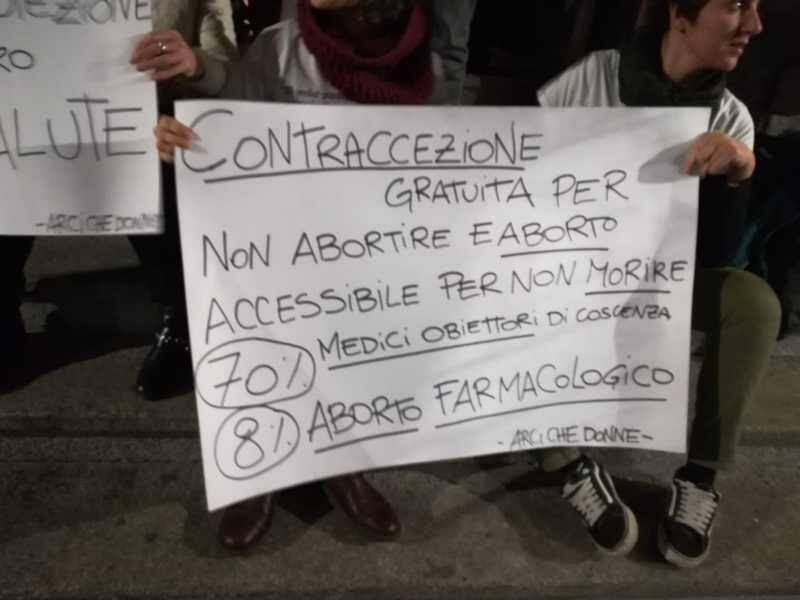 RO
ALUTE
-ARCI CHE DONNE-
CONTRACCEZIONE
GRATUITA PER
NON ABORTIRE E ABORTO
ACCESSIBILE PER NON MORIRE
70% MEDICI OBIETTORI DI COSCENZA
8% ABORTO FARMACOLOGICO
-ARCI CHE DONNE-